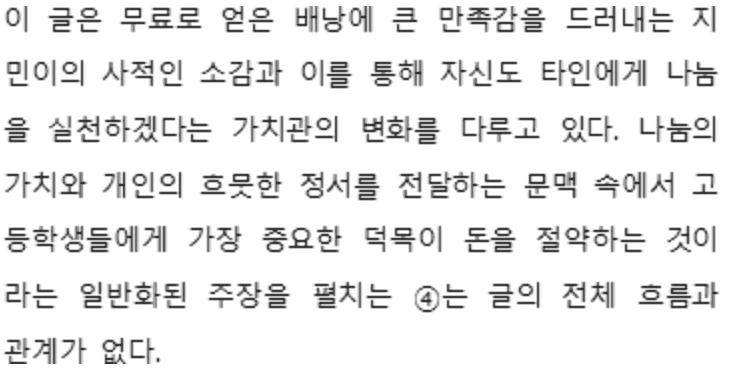 이 글은 무료로 얻은 배낭에 큰 만족감을 드러내는 지
민이의 사적인 소감과 이를 통해 자신도 타인에게 나눔
을 실천하겠다는 가치관의 변화를 다루고 있다. 나눔의
가치와 개인의 흐뭇한 정서를 전달하는 문맥 속에서 고
등학생들에게 가장 중요한 덕목이 돈을 절약하는 것이
라는 일반화된 주장을 펼치는 ④는 글의 전체 흐름과
관계가 없다.